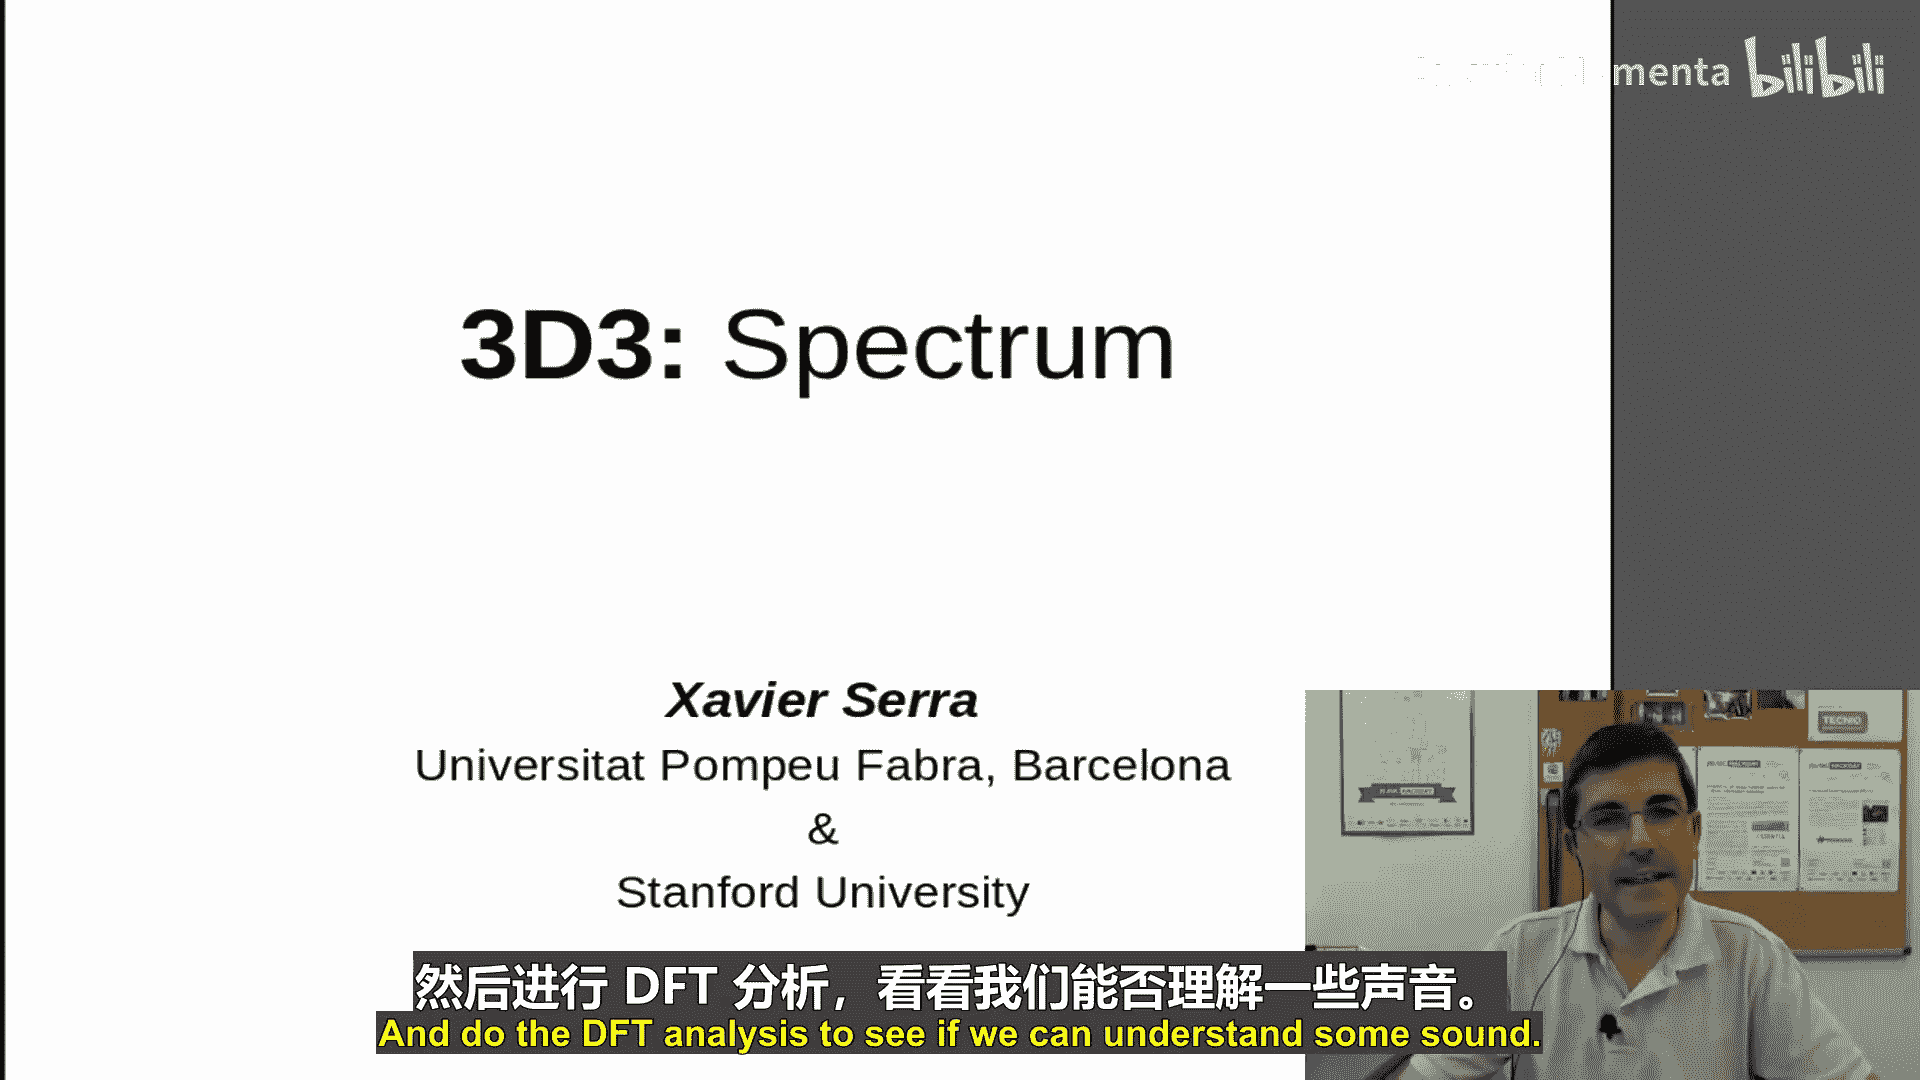 menta bilibili
3D3: Spectrum
Xavier Serra
Universitat Pompeu Fabra, Barcelona
&
Stanford University
TECNIO
然后进行 DFT 分析，看看我们能否理解一些声音。
And do the DFT analysis to see if we can understand some sound.